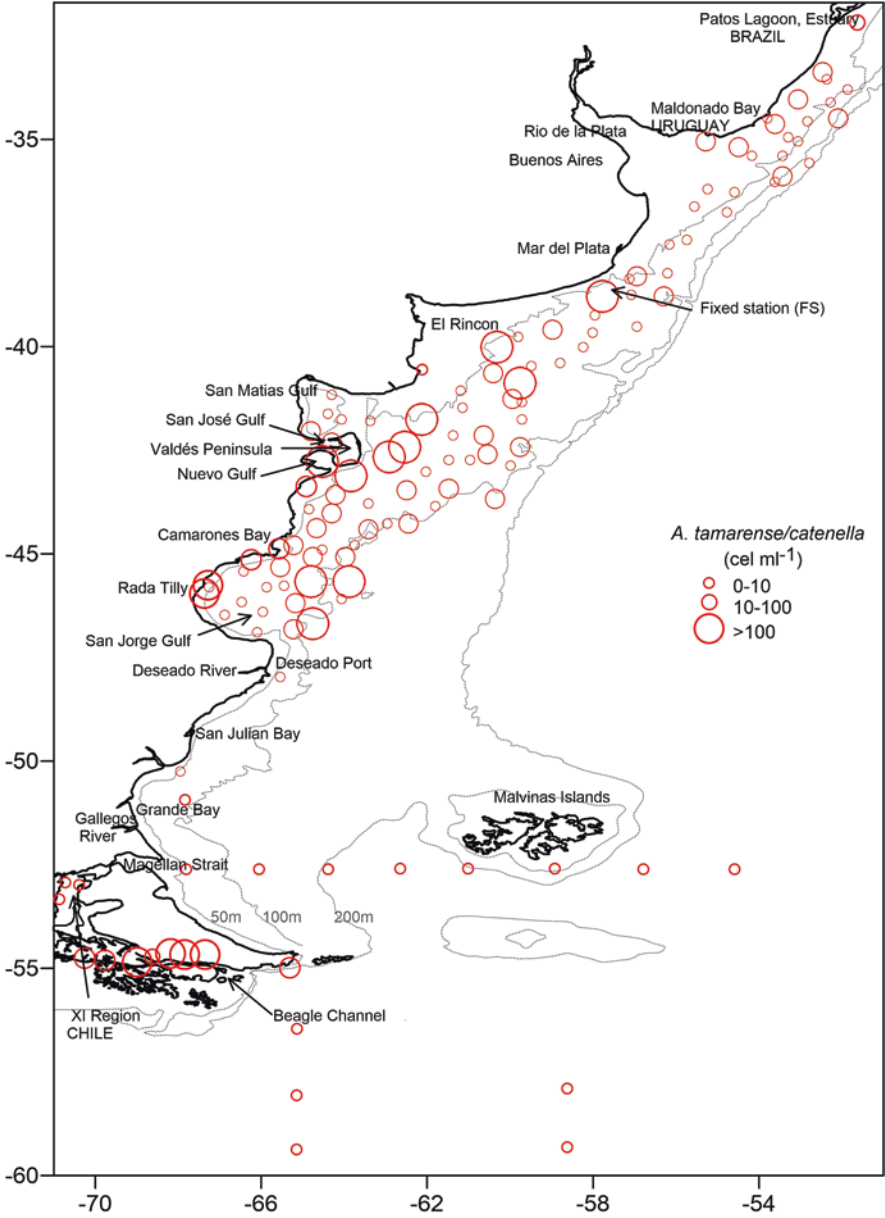 Patos Lagoon, Estuary
BRAZIL
Maldonado Bay
URUGUAY
Rio de la Plata
Buenos Aires
Mar del Plata
Fixed station (FS)
El Rincon
San Matias Gulf
San José Gulf
Valdés Peninsula
Nuevo Gulf
Camarones Bay
Rada Tilly
San Jorge Gulf
Deseado River
Deseado Port
San Julian Bay
Grande Bay
Gallegos
River
Magellan Strait
Malvinas Islands
50m 100m 200m
XI Region
CHILE
Beagle Channel
A. tamarense/catenella
(cel ml-1)
0-10
10-100
>100
-35
-40
-45
-50
-55
-60
-70 -66 -62 -58 -54